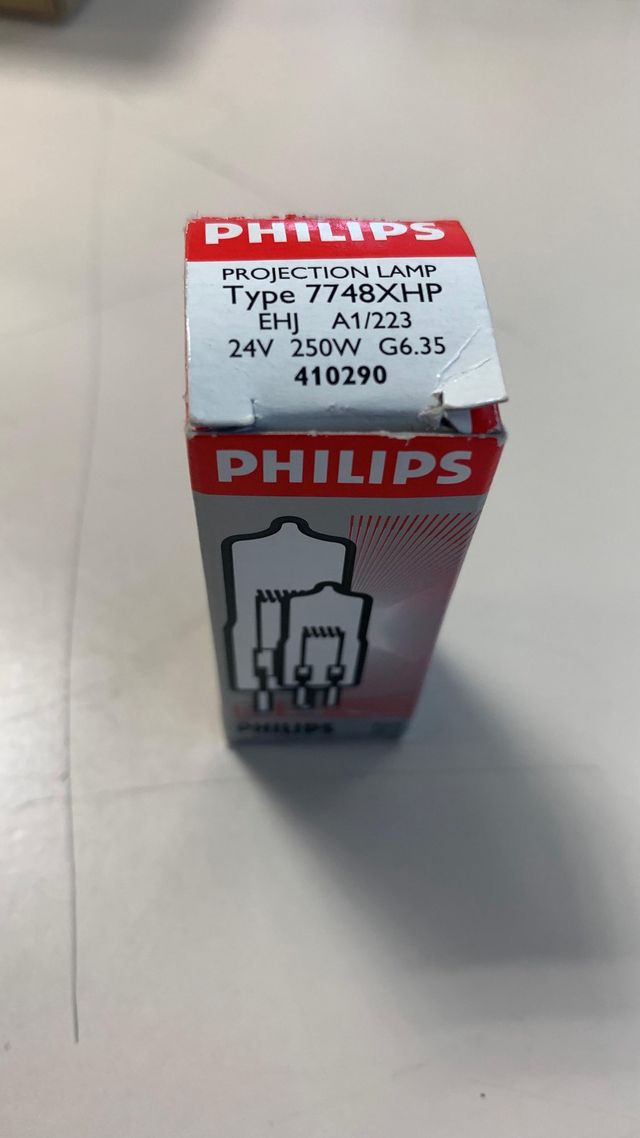 PHILIPS
PROJECTION LAMP
Type 7748XHP
EHJ A1/223
24V 250W G6.35
410290
PHILIPS
PHILIPS